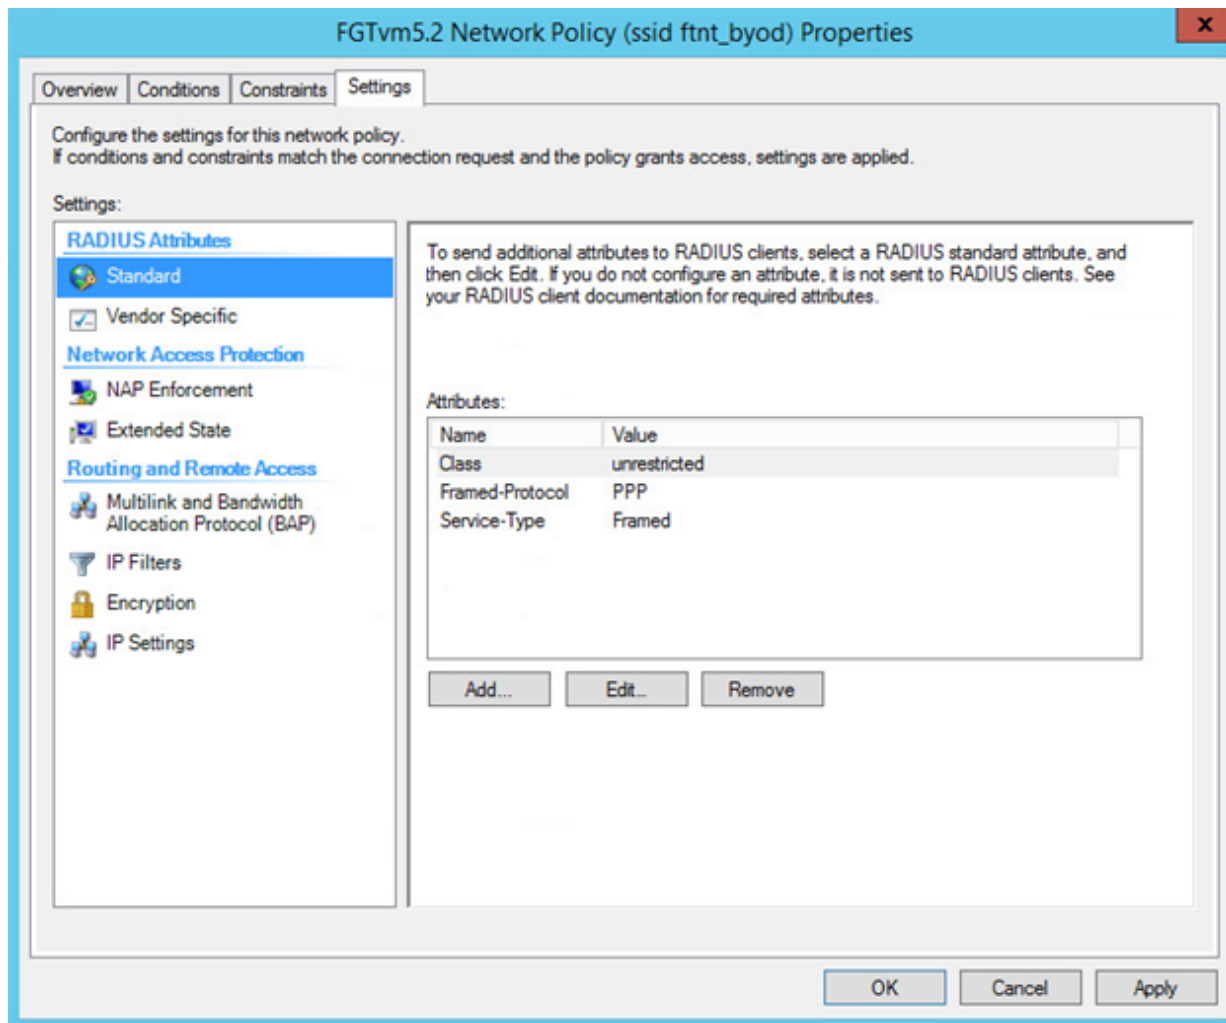 FGTvm5.2 Network Policy (ssid ftnt_byod) Properties
x
Overview Conditions Constraints Settings
Configure the settings for this network policy.
If conditions and constraints match the connection request and the policy grants access, settings are applied.
Settings:
RADIUS Attributes
Standard
Vendor Specific
Network Access Protection
NAP Enforcement
Extended State
Routing and Remote Access
Multilink and Bandwidth
Allocation Protocol (BAP)
IP Filters
Encryption
IP Settings
To send additional attributes to RADIUS clients, select a RADIUS standard attribute, and
then click Edit. If you do not configure an attribute, it is not sent to RADIUS clients. See
your RADIUS client documentation for required attributes.
Attributes:
Name Value
Class unrestricted
Framed-Protocol PPP
Service-Type Framed
Add... Edit... Remove
OK Cancel Apply